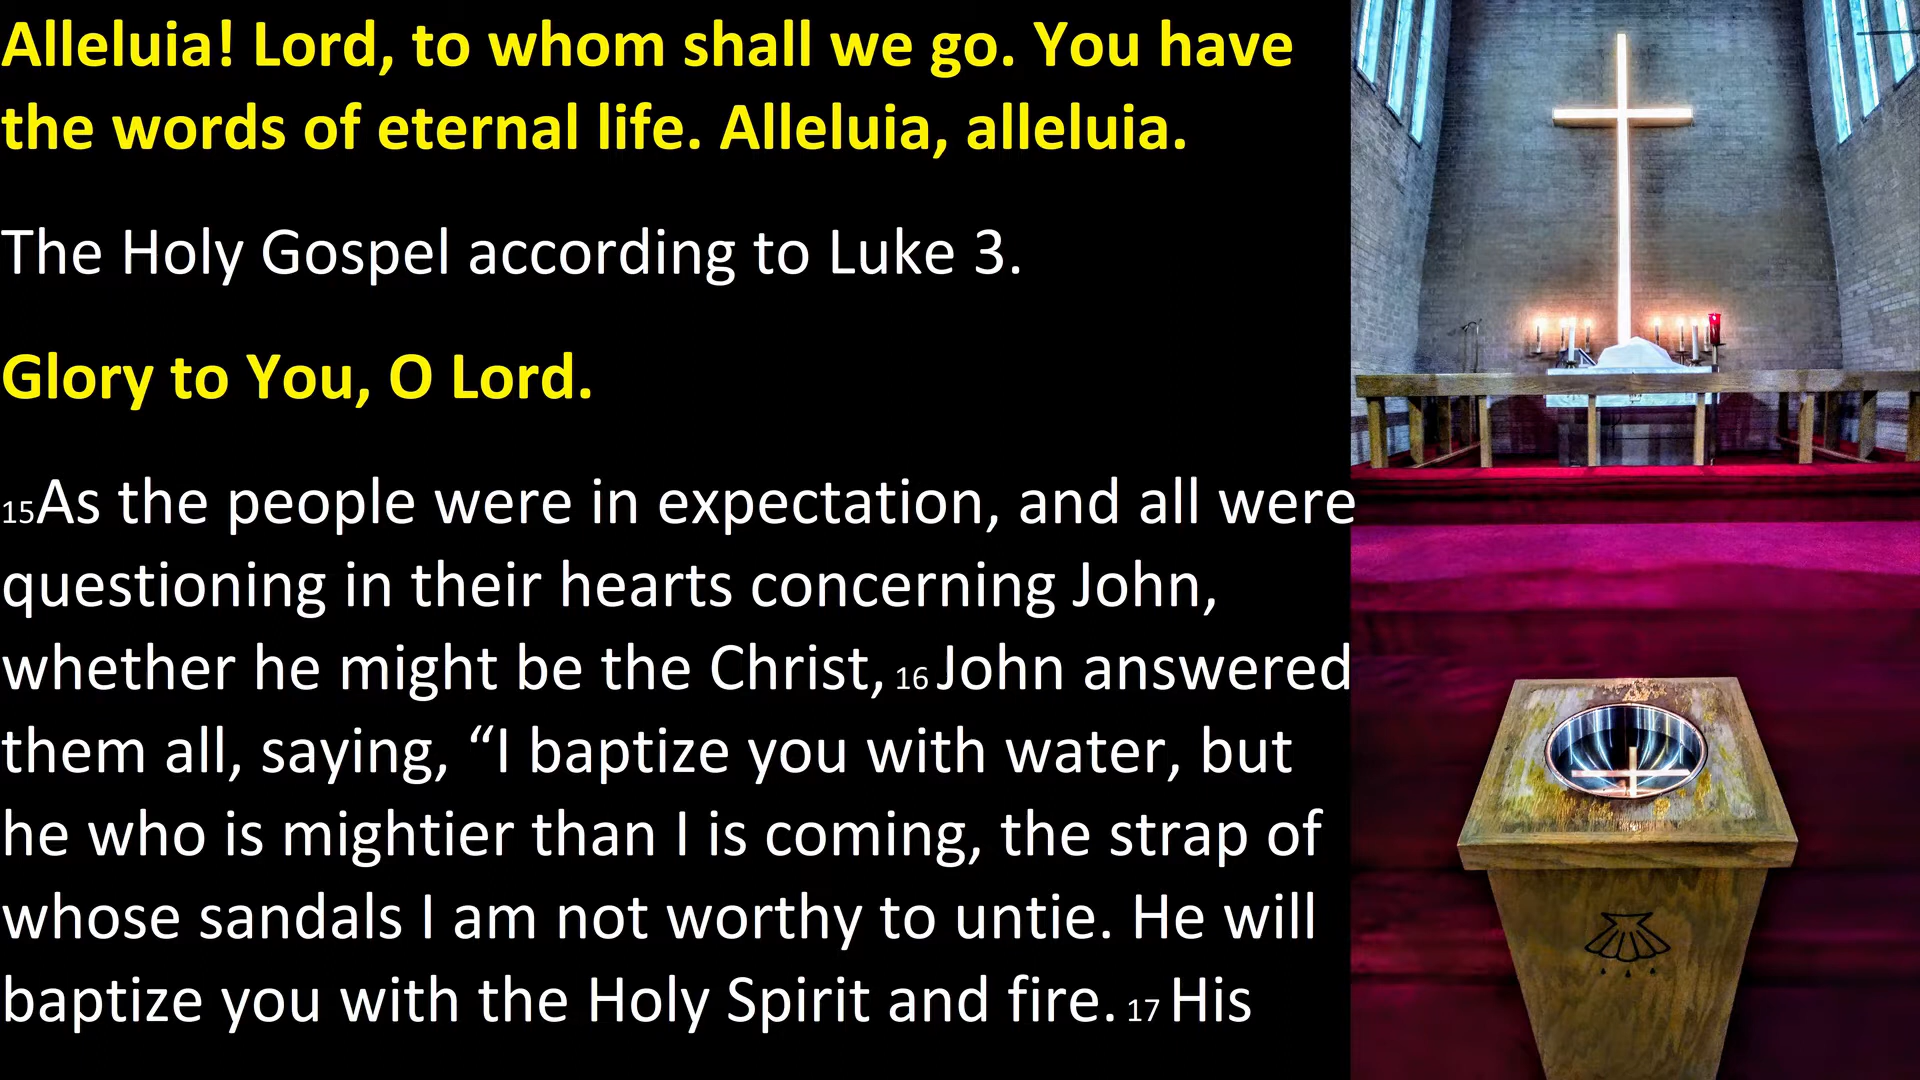 Alleluia! Lord, to whom shall we go. You have
the words of eternal life. Alleluia, alleluia.
The Holy Gospel according to Luke 3.
Glory to You, O Lord.
15As the people were in expectation, and all were
questioning in their hearts concerning John,
whether he might be the Christ, 16 John answered
them all, saying, “I baptize you with water, but
he who is mightier than I is coming, the strap of
whose sandals I am not worthy to untie. He will
baptize you with the Holy Spirit and fire. 17 His